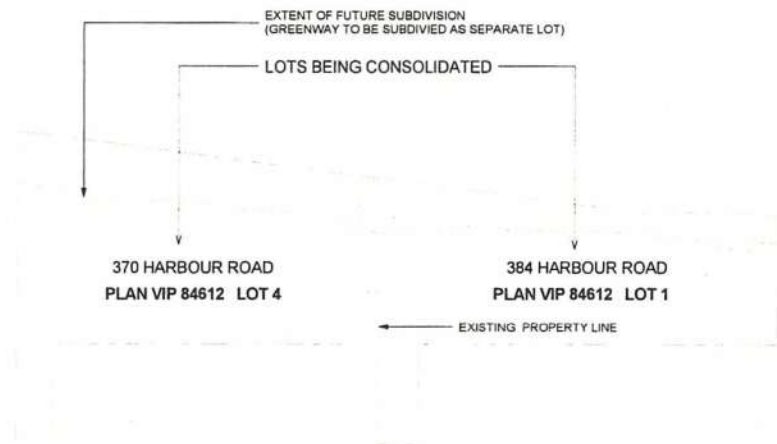 EXTENT OF FUTURE SUBDIVISION
(GREENWAY TO BE SUBDIVIED AS SEPARATE LOT)
LOTS BEING CONSOLIDATED
370 HARBOUR ROAD
PLAN VIP 84612 LOT 4
384 HARBOUR ROAD
PLAN VIP 84612 LOT 1
EXISTING PROPERTY LINE